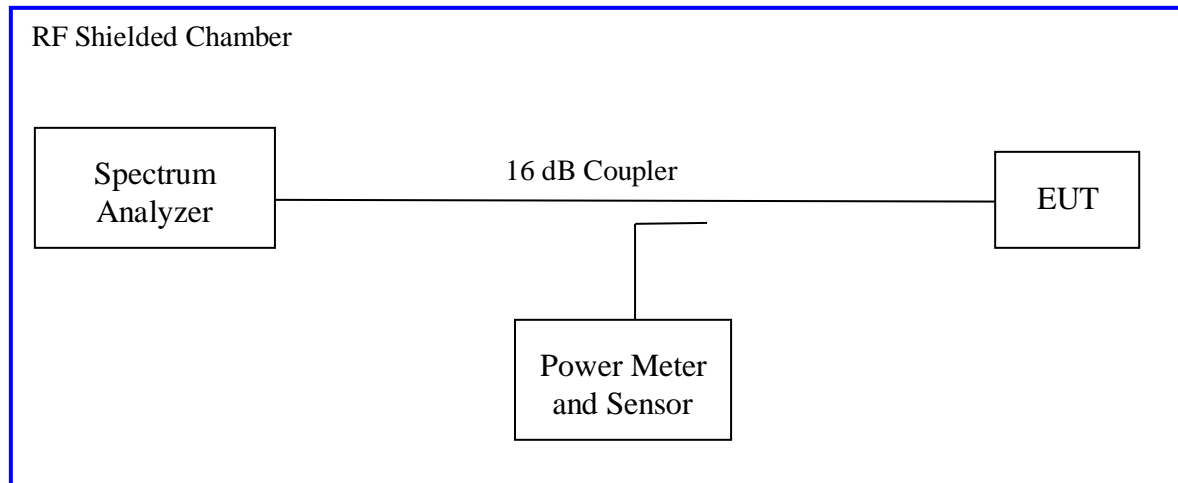 RF Shielded Chamber
16 dB Coupler
Spectrum
Analyzer
EUT
Power Meter
and Sensor